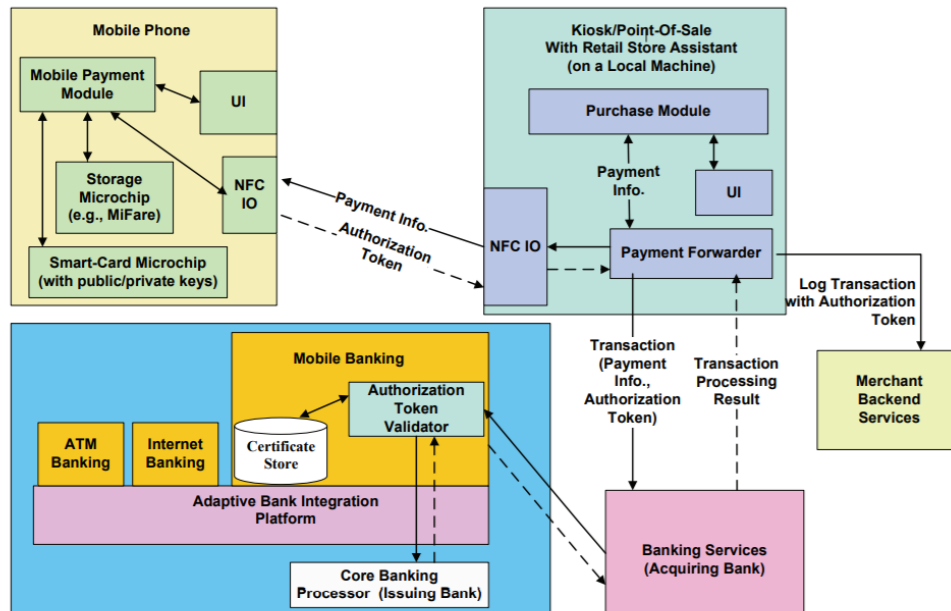 Mobile Phone
Mobile Payment
Module
UI
Storage
Microchip
(e.g., MiFare)
NFC
IO
Smart-Card Microchip
(with public/private keys)
Payment Info.
Authorization
Token
Kiosk/Point-Of-Sale
With Retail Store Assistant
(on a Local Machine)
Purchase Module
Payment
Info.
UI
NFC IO
Payment Forwarder
Log Transaction
with Authorization
Token
Transaction
(Payment
Info.,
Authorization
Token)
Transaction
Processing
Result
Merchant
Backend
Services
Mobile Banking
Authorization
Token
Validator
Certificate
Store
ATM
Banking
Internet
Banking
Adaptive Bank Integration
Platform
Core Banking
Processor (Issuing Bank)
Banking Services
(Acquiring Bank)